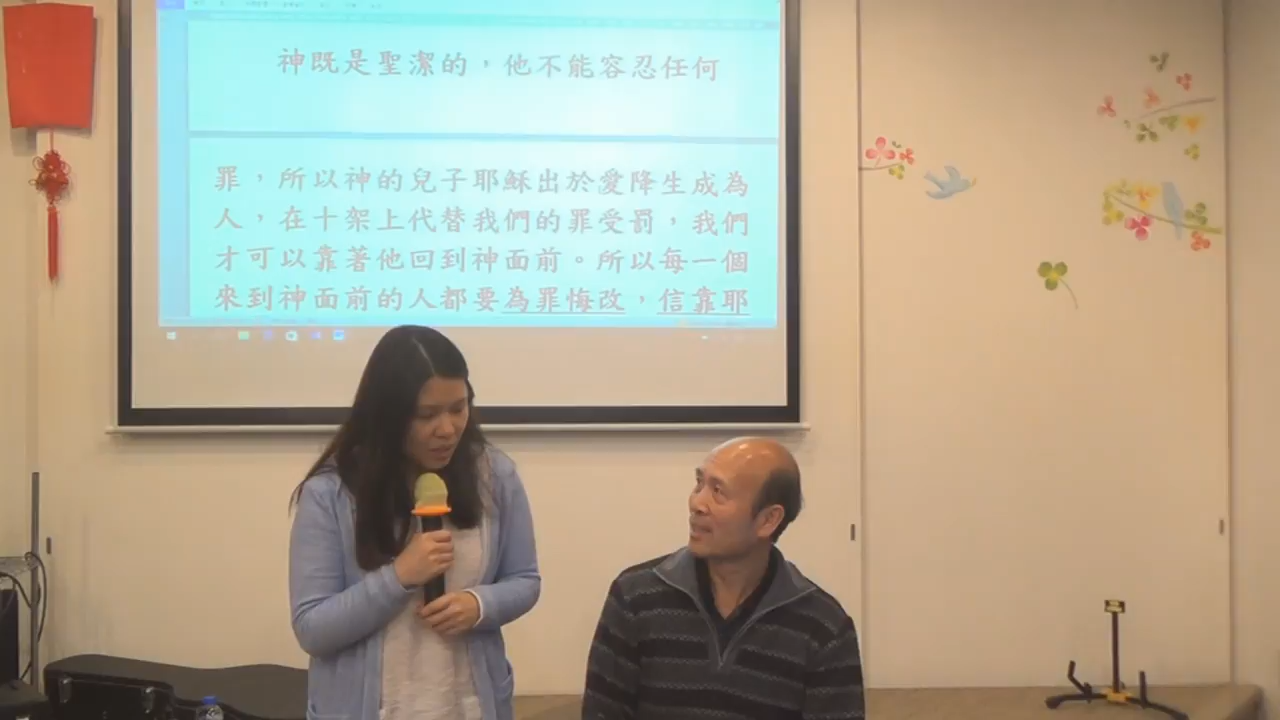 神既是聖潔的，他不能容忍任何
罪，所以神的兒子耶穌出於愛降生成為
人，在十架上代替我們的罪受罰，我們
才可以靠著他回到神面前。所以每一個
來到神面前的人都要為罪悔改，信靠耶